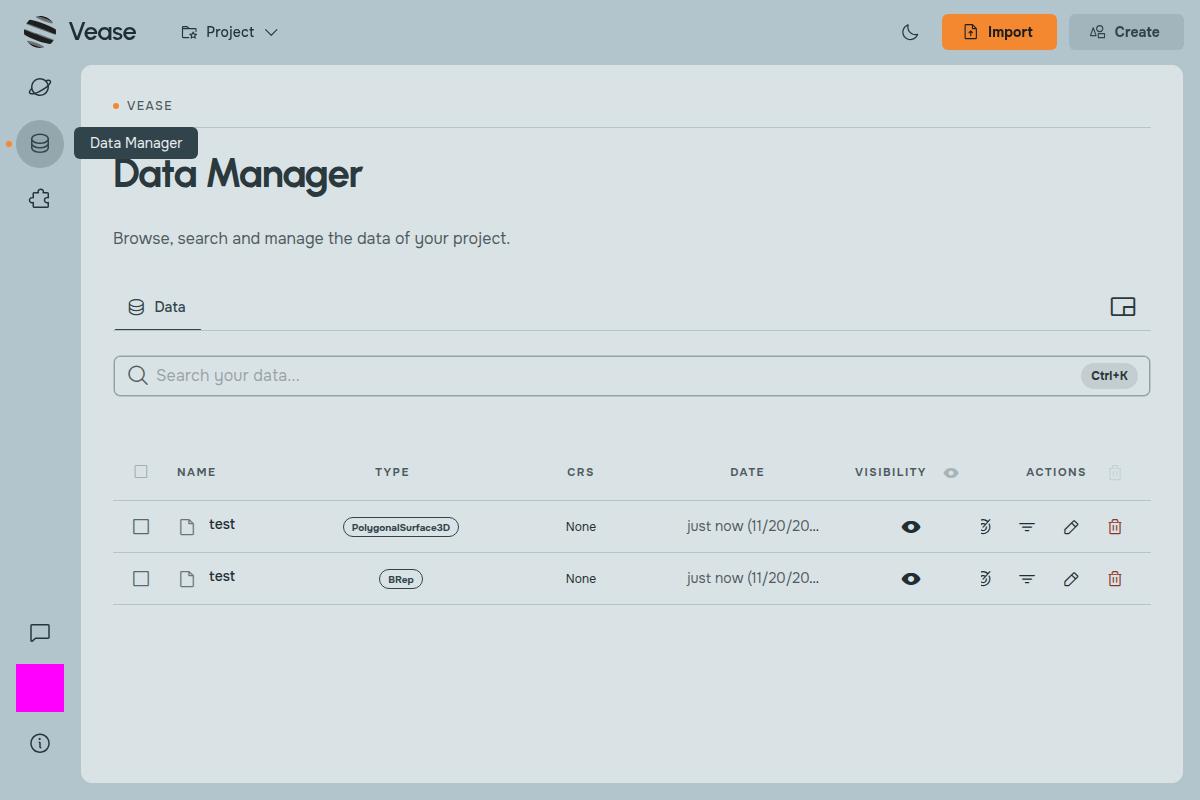 Vease
Project
Import
Create
VEASE
Data Manager
Data Manager
Browse, search and manage the data of your project.
Data
Search your data...
Ctrl+K
NAME TYPE CRS DATE VISIBILITY ACTIONS
test PolygonalSurface3D None just now (11/20/20...
test BRep None just now (11/20/20...